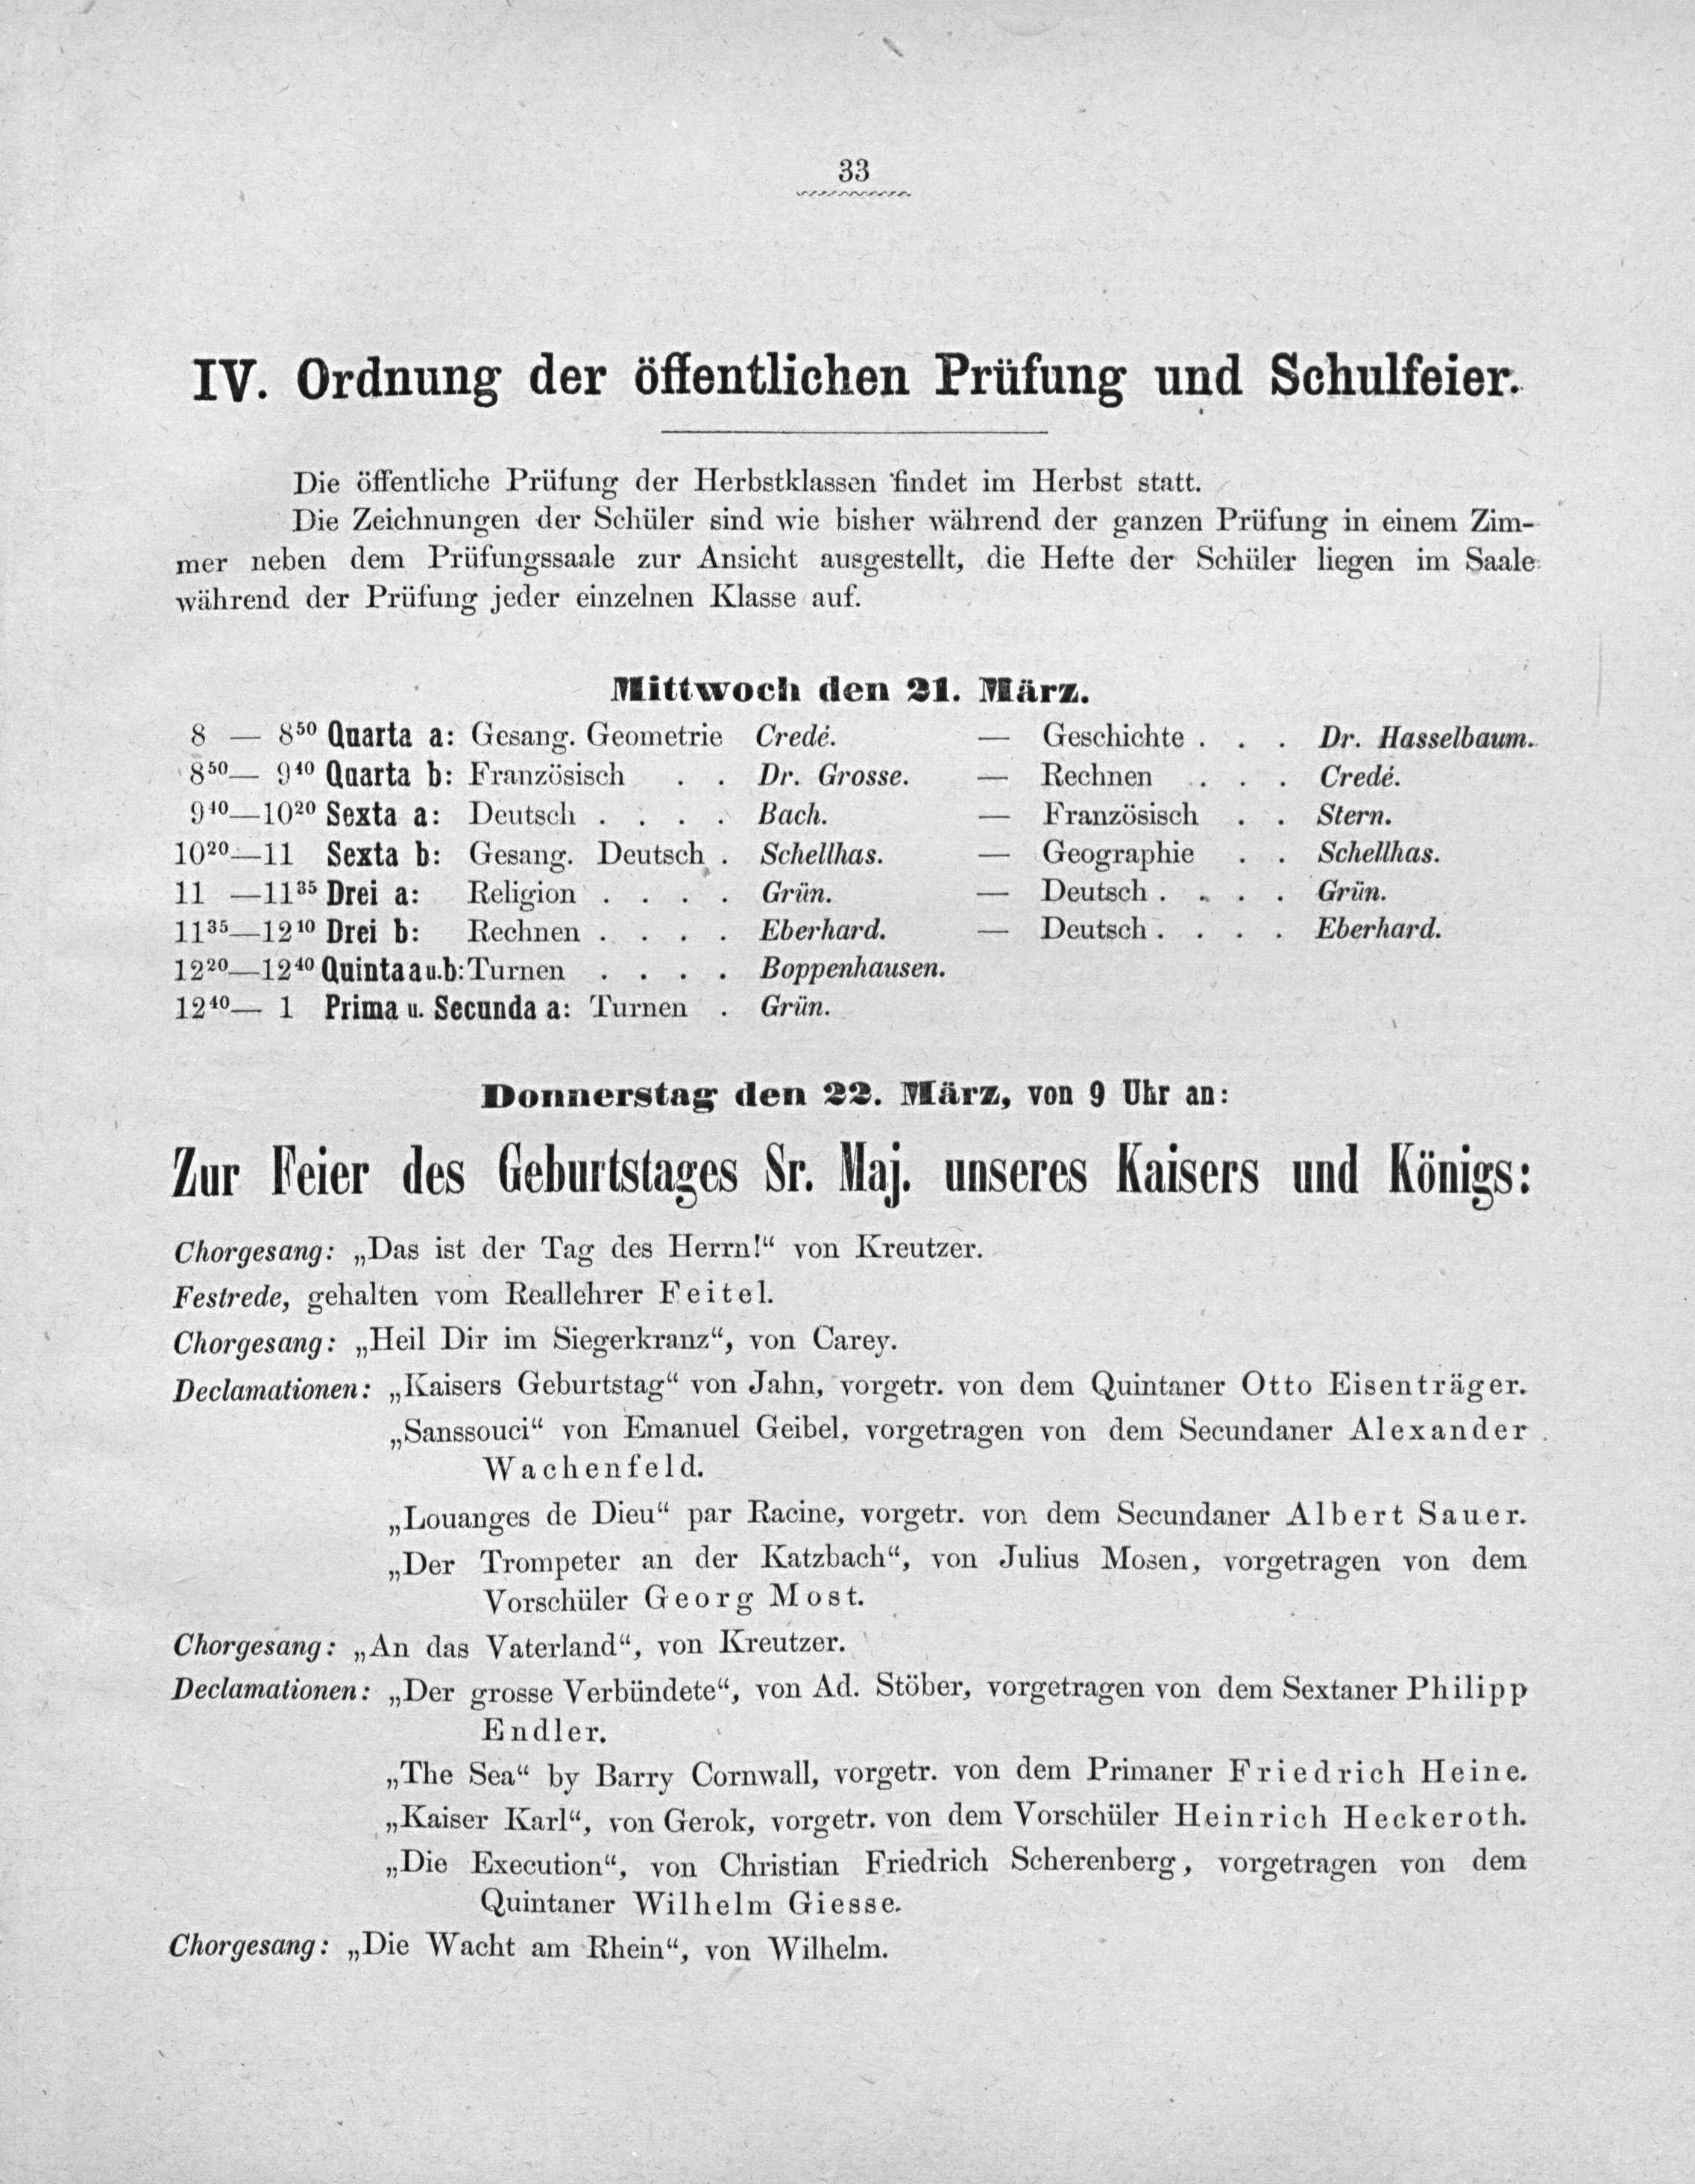 33
IV. Ordnung der öffentlichen Prüfung und Schulfeier.
Die öffentliche Prüfung der Herbstklassen findet im Herbst statt.
Die Zeichnungen der Schüler sind wie bisher während der ganzen Prüfung in einem Zim-
mer neben dem Prüfungssaale zur Ansicht ausgestellt, die Hefte der Schüler liegen im Saale
während der Prüfung jeder einzelnen Klasse auf.
Mittwoch den 21. März.
8 — 8⁵⁰ Quarta a: Gesang. Geometrie Credé. — Geschichte . . . Dr. Hasselbaum.
8⁵⁰— 9⁴⁰ Quarta b: Französisch . . Dr. Grosse. — Rechnen . . . Credé.
9⁴⁰—10²⁰ Sexta a: Deutsch . . . . Bach. — Französisch . . Stern.
10²⁰—11 Sexta b: Gesang. Deutsch . Schellhas. — Geographie . . Schellhas.
11 —11³⁵ Drei a: Religion . . . . Grün. — Deutsch . . . . Grün.
11³⁵—12¹⁰ Drei b: Rechnen . . . . Eberhard. — Deutsch . . . . Eberhard.
12²⁰—12⁴⁰ Quinta a u. b: Turnen . . . . Boppenhausen.
12⁴⁰— 1 Prima u. Secunda a: Turnen . Grün.
Donnerstag den 22. März, von 9 Uhr an:
Zur Feier des Geburtstages Sr. Maj. unseres Kaisers und Königs:
Chorgesang: „Das ist der Tag des Herrn!“ von Kreutzer.
Festrede, gehalten vom Reallehrer Feitel.
Chorgesang: „Heil Dir im Siegerkranz“, von Carey.
Declamationen: „Kaisers Geburtstag“ von Jahn, vorgetr. von dem Quintaner Otto Eisenträger.
„Sanssouci“ von Emanuel Geibel, vorgetragen von dem Secundaner Alexander
Wachenfeld.
„Louanges de Dieu“ par Racine, vorgetr. von dem Secundaner Albert Sauer.
„Der Trompeter an der Katzbach“, von Julius Mosen, vorgetragen von dem
Vorschüler Georg Most.
Chorgesang: „An das Vaterland“, von Kreutzer.
Declamationen: „Der grosse Verbündete“, von Ad. Stöber, vorgetragen von dem Sextaner Philipp
Endler.
„The Sea“ by Barry Cornwall, vorgetr. von dem Primaner Friedrich Heine.
„Kaiser Karl“, von Gerok, vorgetr. von dem Vorschüler Heinrich Heckeroth.
„Die Execution“, von Christian Friedrich Scherenberg, vorgetragen von dem
Quintaner Wilhelm Giesse.
Chorgesang: „Die Wacht am Rhein“, von Wilhelm.